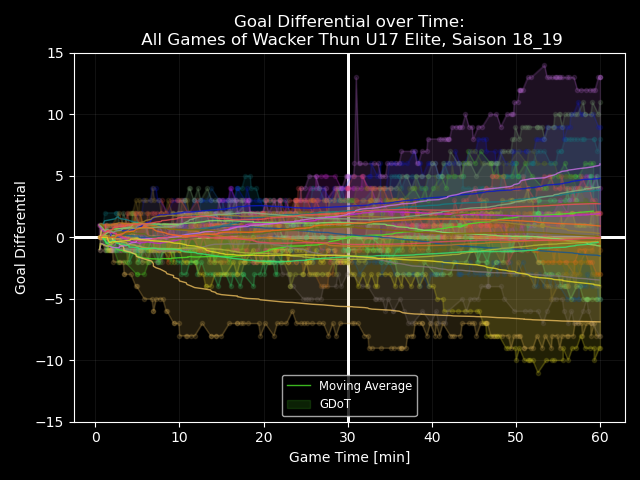 Goal Differential over Time:
All Games of Wacker Thun U17 Elite, Saison 18_19
15
10
5
0
−5
−10
−15
Goal Differential
0
10
20
30
40
50
60
Game Time [min]
Moving Average
GDoT